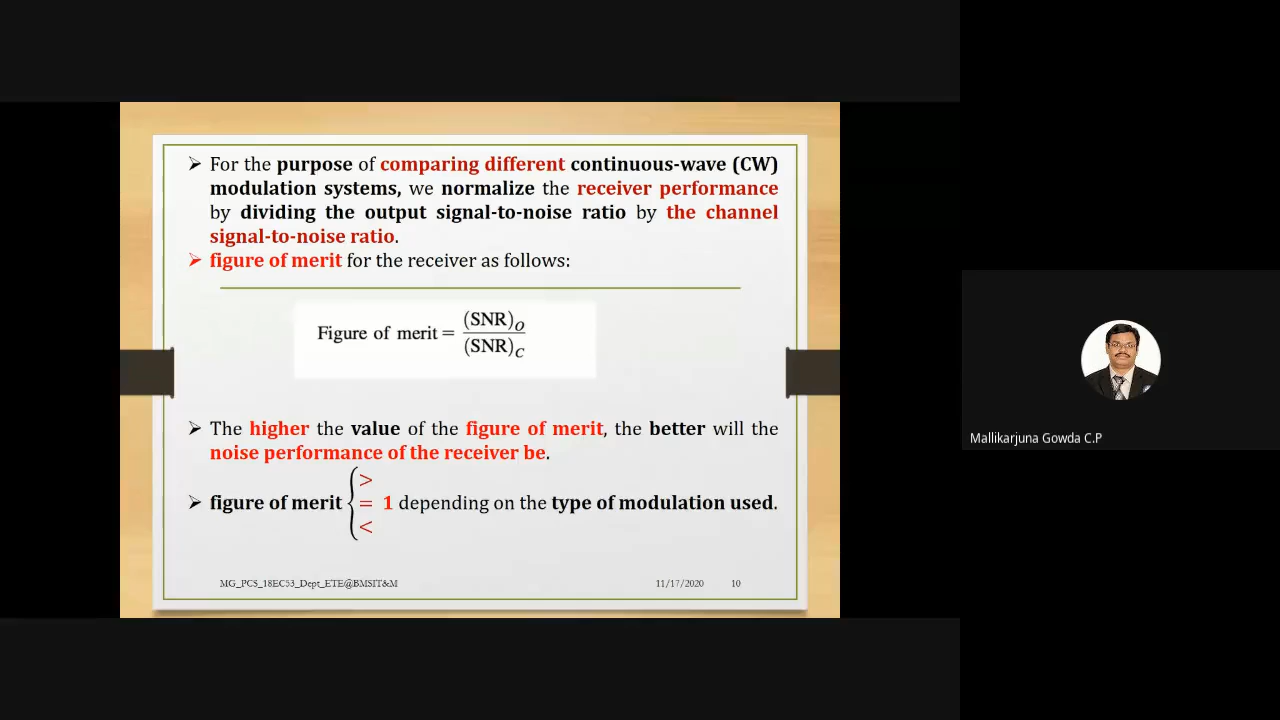 ➢ For the purpose of comparing different continuous-wave (CW)
modulation systems, we normalize the receiver performance
by dividing the output signal-to-noise ratio by the channel
signal-to-noise ratio.
➢ figure of merit for the receiver as follows:
Figure of merit = (SNR)O / (SNR)C
➢ The higher the value of the figure of merit, the better will the
noise performance of the receiver be.
➢ figure of merit { > = < 1 depending on the type of modulation used.
MG_PCS_18EC53_Dept_ETE@BMSIT&M 11/17/2020 10
Mallikarjuna Gowda C.P